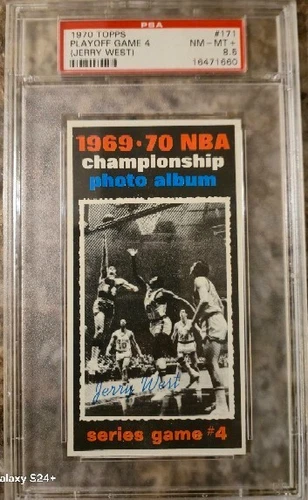 PSA
1970 TOPPS #171
PLAYOFF GAME 4 NM-MT+
(JERRY WEST) 8.5
16471660
1969·70 NBA
championship
photo album
Jerry West
series game #4
alaxy S24+